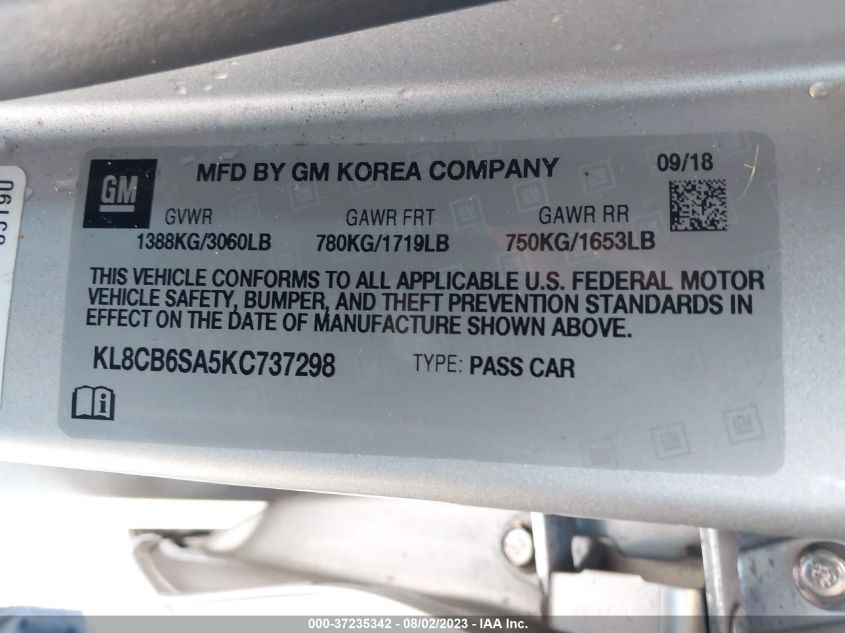 GM
MFD BY GM KOREA COMPANY
09/18
GVWR GAWR FRT GAWR RR
1388KG/3060LB 780KG/1719LB 750KG/1653LB
THIS VEHICLE CONFORMS TO ALL APPLICABLE U.S. FEDERAL MOTOR
VEHICLE SAFETY, BUMPER, AND THEFT PREVENTION STANDARDS IN
EFFECT ON THE DATE OF MANUFACTURE SHOWN ABOVE.
KL8CB6SA5KC737298 TYPE: PASS CAR
GM GM
000-37235342 - 08/02/2023 - IAA Inc.